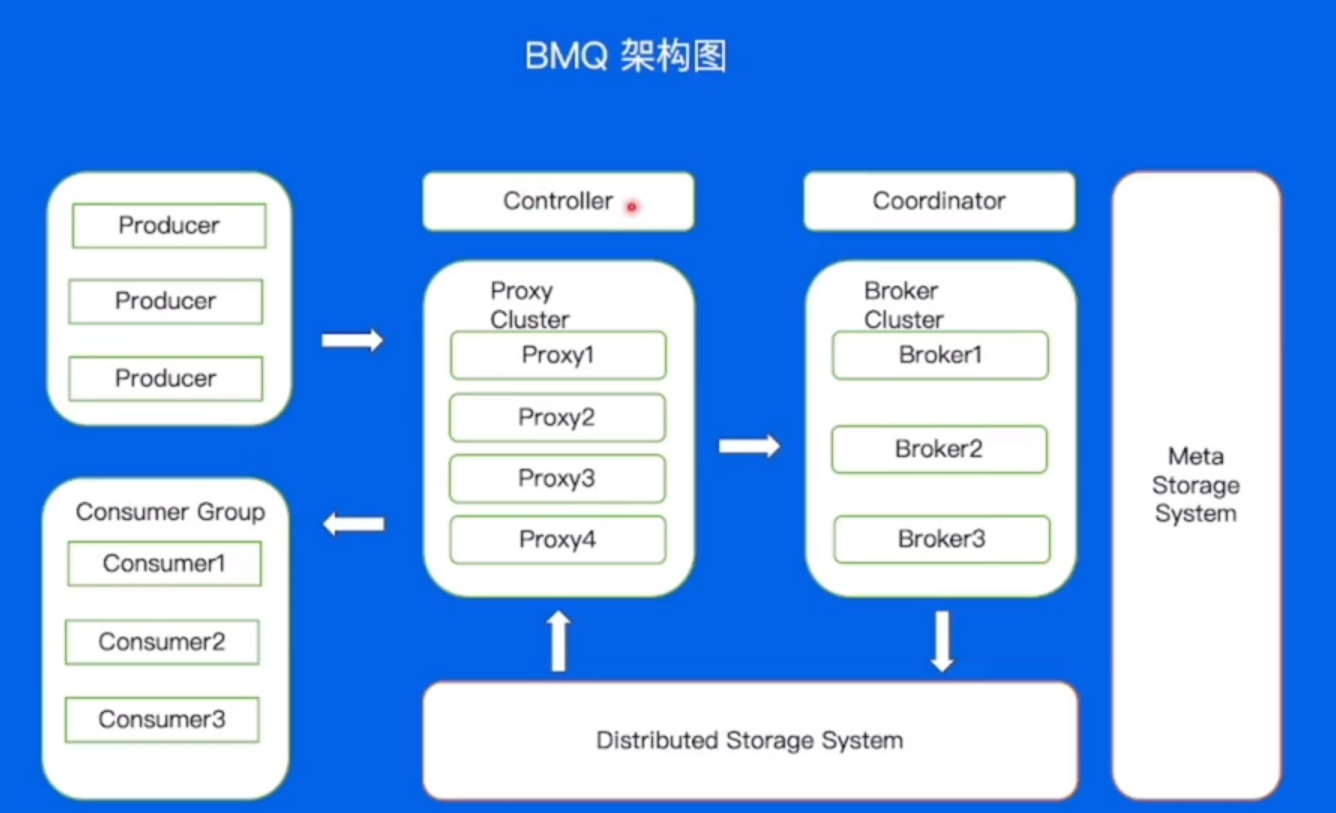 BMQ 架构图
Producer
Producer
Producer
Consumer Group
Consumer1
Consumer2
Consumer3
Controller
Proxy
Cluster
Proxy1
Proxy2
Proxy3
Proxy4
Coordinator
Broker
Cluster
Broker1
Broker2
Broker3
Distributed Storage System
Meta
Storage
System